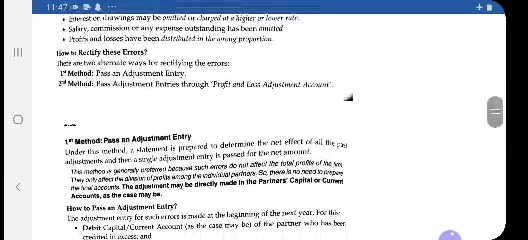 11:47
• Interest on drawings may be omitted or charged at a higher or lower rate.
• Salary, commission or any expense outstanding has been omitted
• Profits and losses have been distributed in the wrong proportion.
How to Rectify these Errors?
There are two alternate ways for rectifying the errors:
1st Method: Pass an Adjustment Entry.
2nd Method: Pass Adjustment Entries through 'Profit and Loss Adjustment Account'.
1st Method: Pass an Adjustment Entry
Under this method, a statement is prepared to determine the net effect of all the past
adjustments and then a single adjustment entry is passed for the net amount.
This method is generally preferred because such errors do not affect the total profits of the firm.
They only affect the division of profits among the individual partners. So, there is no need to prepare
the final accounts. The adjustment may be directly made in the Partners' Capital or Current
Accounts, as the case may be.
How to Pass an Adjustment Entry?
The adjustment entry for such errors is made at the beginning of the next year. For this:
• Debit Capital/Current Account (as the case may be) of the partner who has been
credited in excess; and